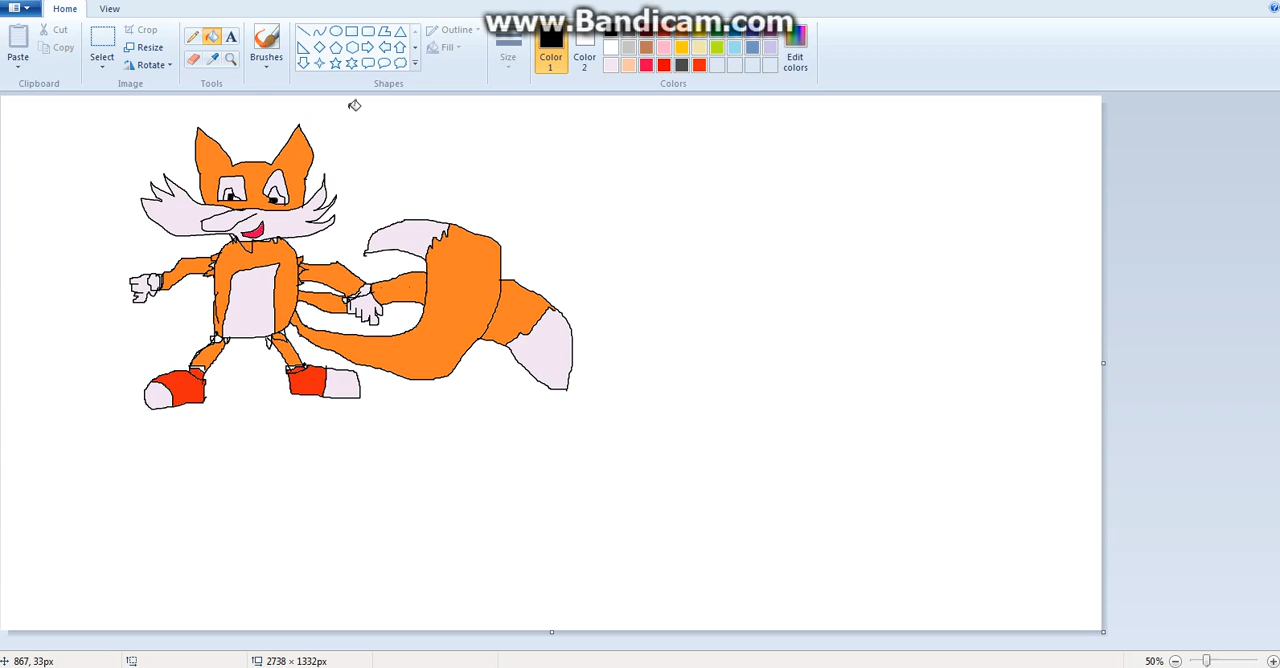 Home View
www.Bandicam.com
Paste
Cut
Copy
Clipboard
Select
Crop
Resize
Rotate
Image
A
Tools
Brushes
Outline
Fill
Shapes
Size
Color 1
Color 2
Edit colors
Colors
867, 33px
2738 × 1332px
50%